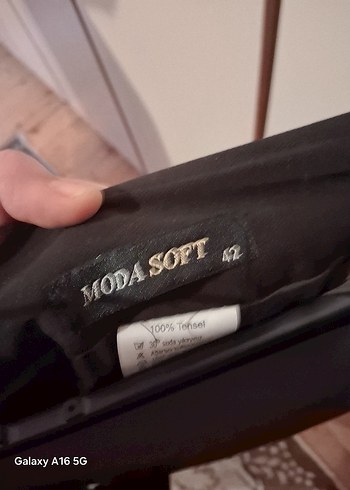 MODA SOFT 42
100% Tensel
30°
Galaxy A16 5G